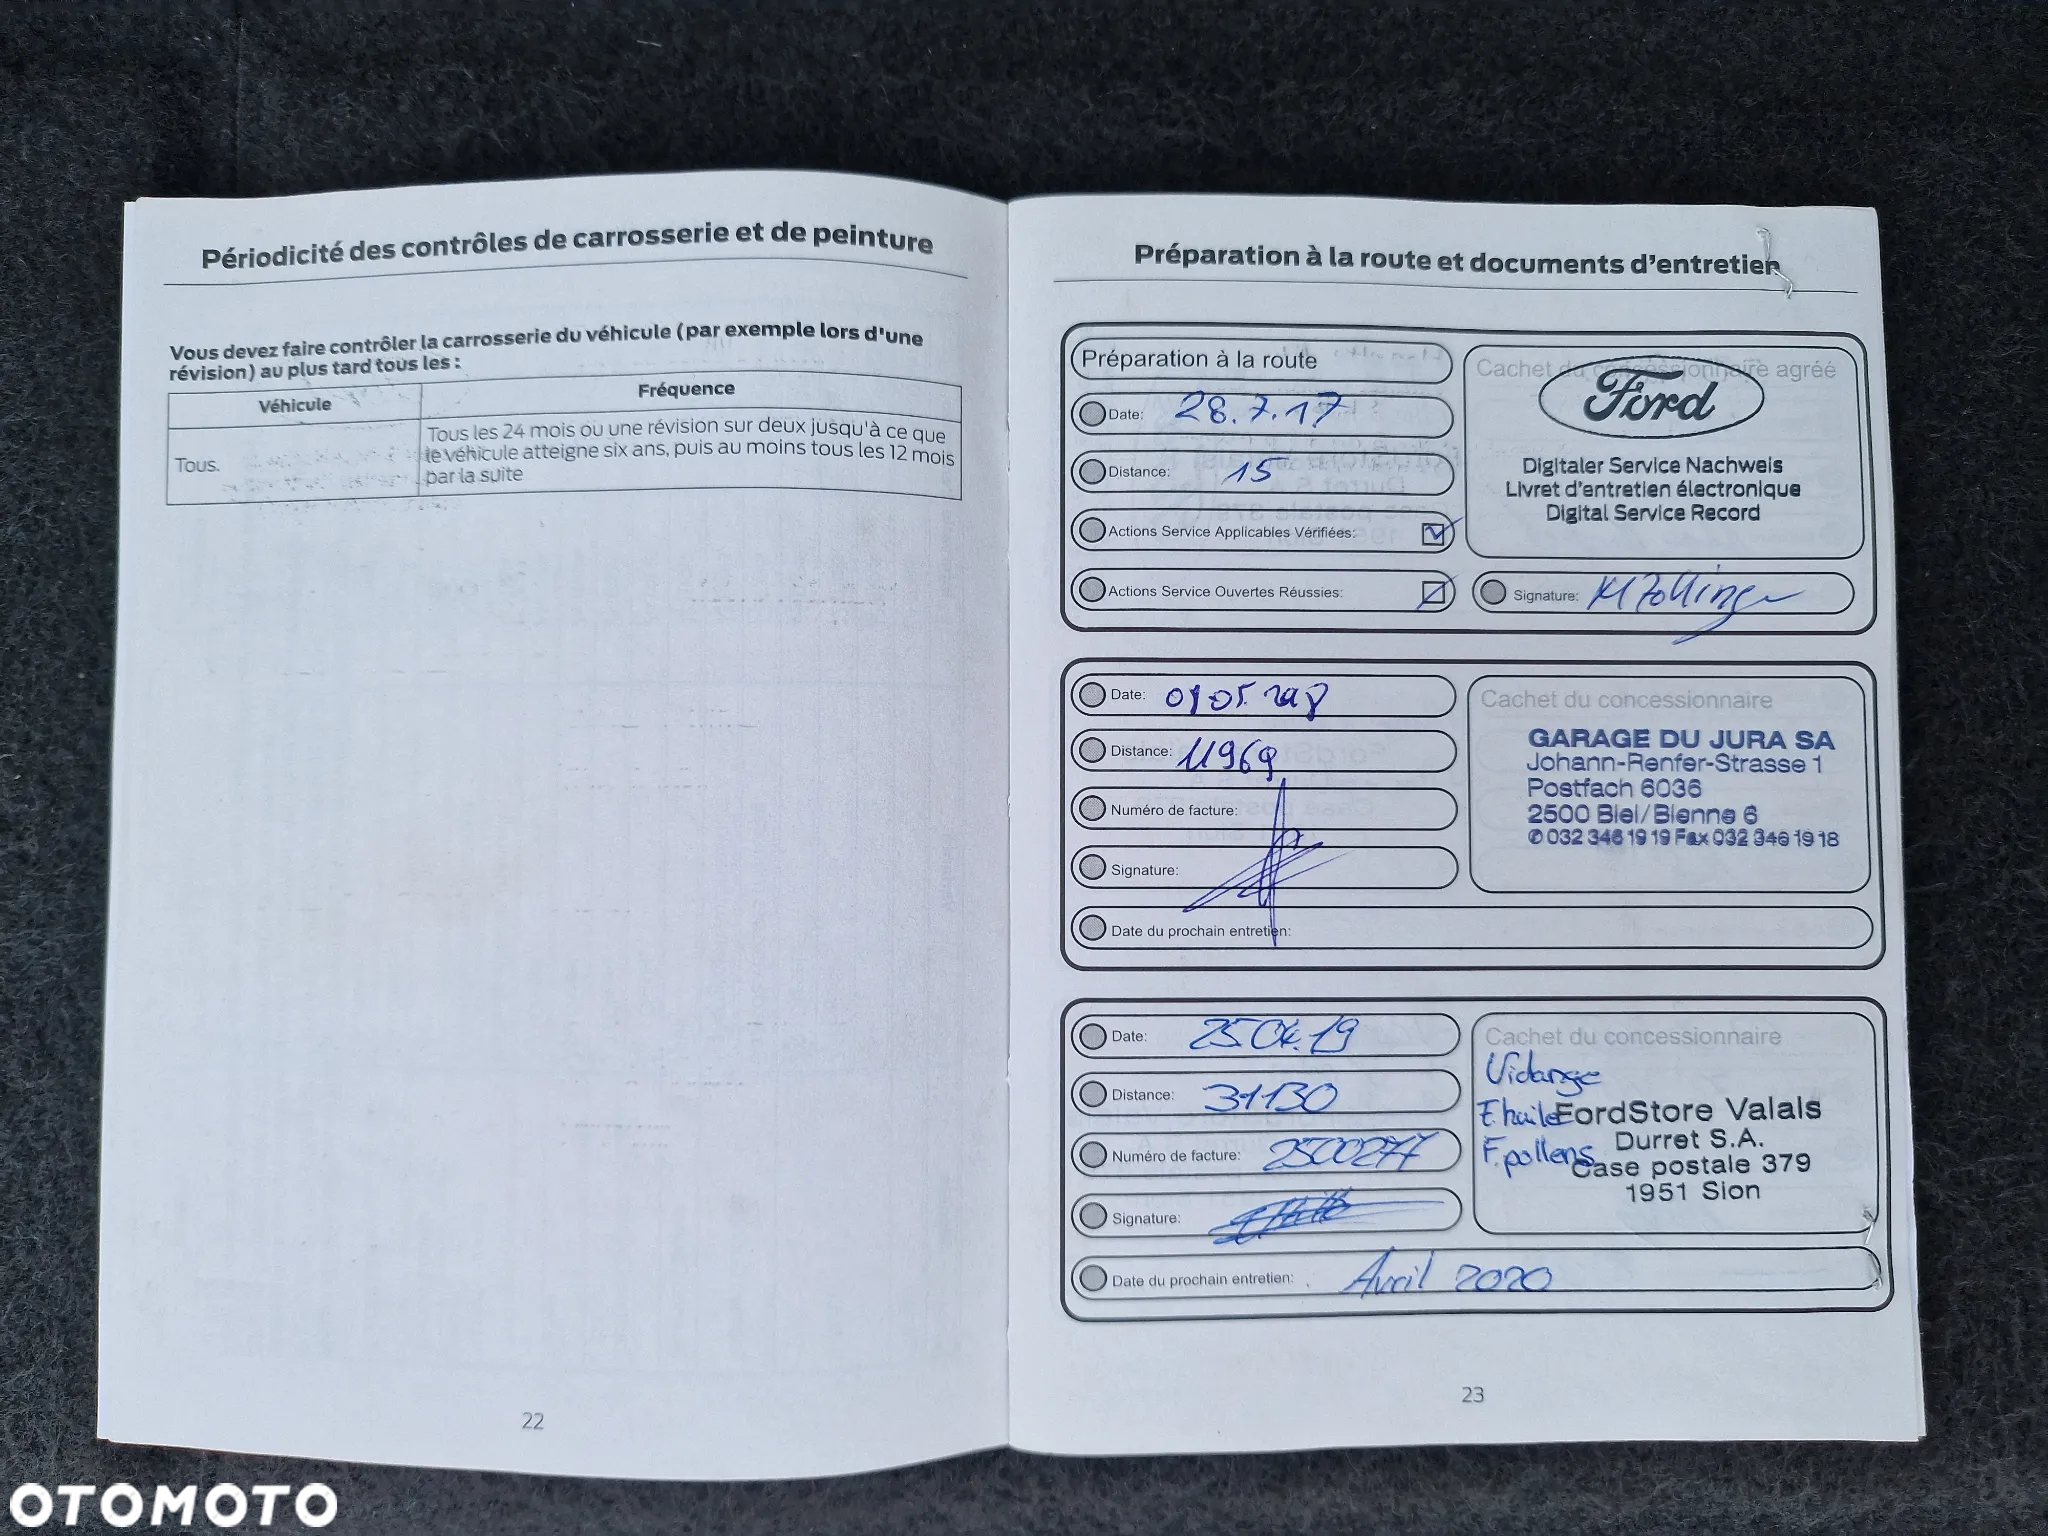 Périodicité des contrôles de carrosserie et de peinture
Vous devez faire contrôler la carrosserie du véhicule (par exemple lors d'une
révision) au plus tard tous les :
Véhicule
Fréquence
Tous.
Tous les 24 mois ou une révision sur deux jusqu'à ce que
le véhicule atteigne six ans, puis au moins tous les 12 mois
par la suite
22
Préparation à la route et documents d'entretien
Préparation à la route
Date: 28.7.17
Distance: 15
Actions Service Applicables Vérifiées:
Actions Service Ouvertes Réussies:
Cachet du concessionnaire agréé
Ford
Digitaler Service Nachweis
Livret d'entretien électronique
Digital Service Record
Signature:
Date:
Distance: 11969
Numéro de facture:
Signature:
Date du prochain entretien:
Cachet du concessionnaire
GARAGE DU JURA SA
Johann-Renfer-Strasse 1
Postfach 6036
2500 Biel/Bienne 6
✆ 032 346 19 19 Fax 032 346 19 18
Date: 25.04.19
Distance: 31130
Numéro de facture: 2500277
Signature:
Date du prochain entretien: Avril 2020
Cachet du concessionnaire
Vidange
F.huile FordStore Valais
Durret S.A.
F.pollens Case postale 379
1951 Sion
23
OTOMOTO